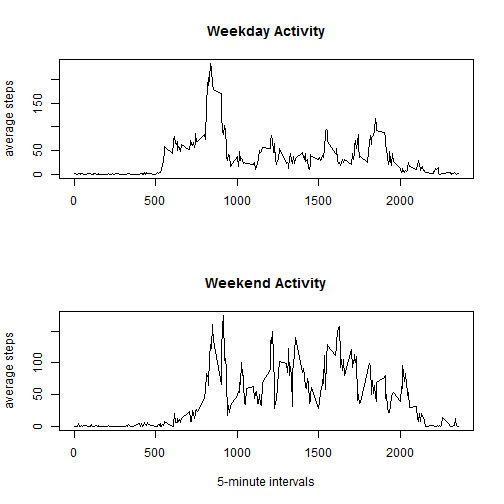 Weekday Activity
average steps
0 50 150
0 500 1000 1500 2000
Weekend Activity
average steps
0 50 100
0 500 1000 1500 2000
5-minute intervals